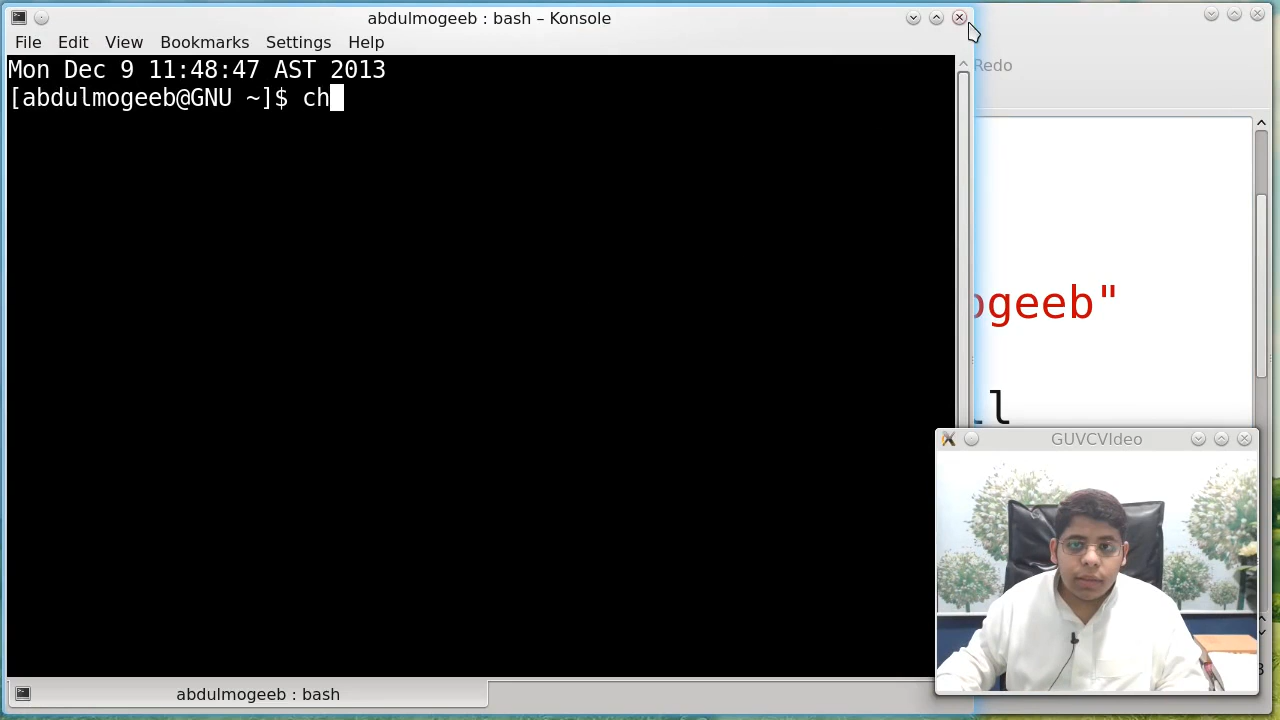 abdulmogeeb : bash – Konsole
File Edit View Bookmarks Settings Help
Mon Dec 9 11:48:47 AST 2013
[abdulmogeeb@GNU ~]$ ch
Redo
ogeeb"
ll
GUVCVIdeo
abdulmogeeb : bash